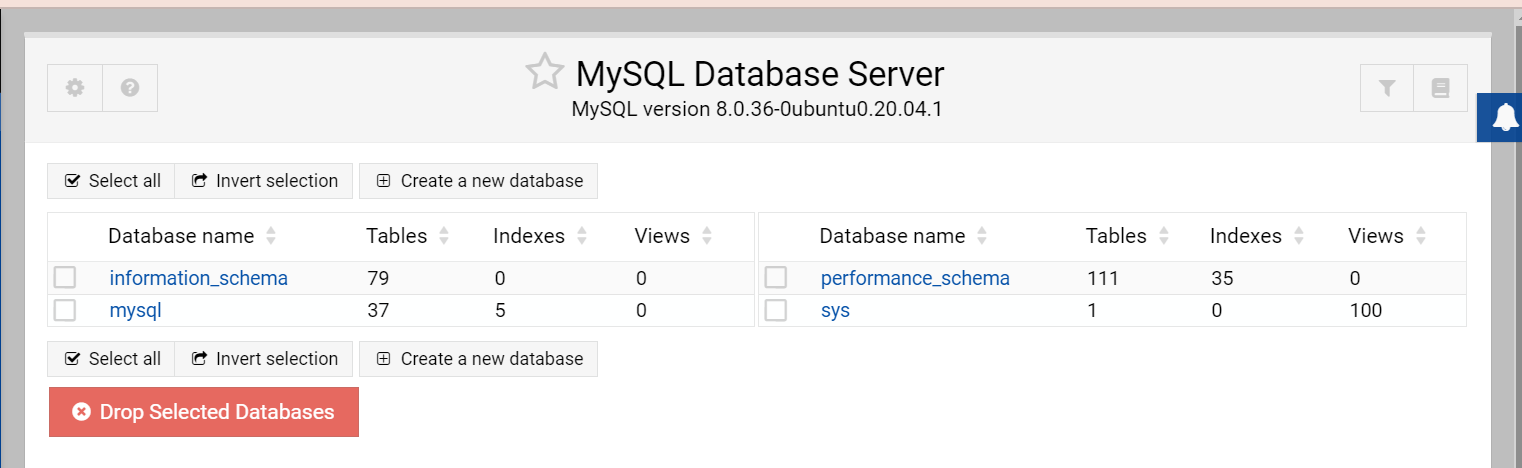 MySQL Database Server
MySQL version 8.0.36-0ubuntu0.20.04.1
Select all Invert selection Create a new database
Database name Tables Indexes Views Database name Tables Indexes Views
information_schema 79 0 0 performance_schema 111 35 0
mysql 37 5 0 sys 1 0 100
Select all Invert selection Create a new database
Drop Selected Databases